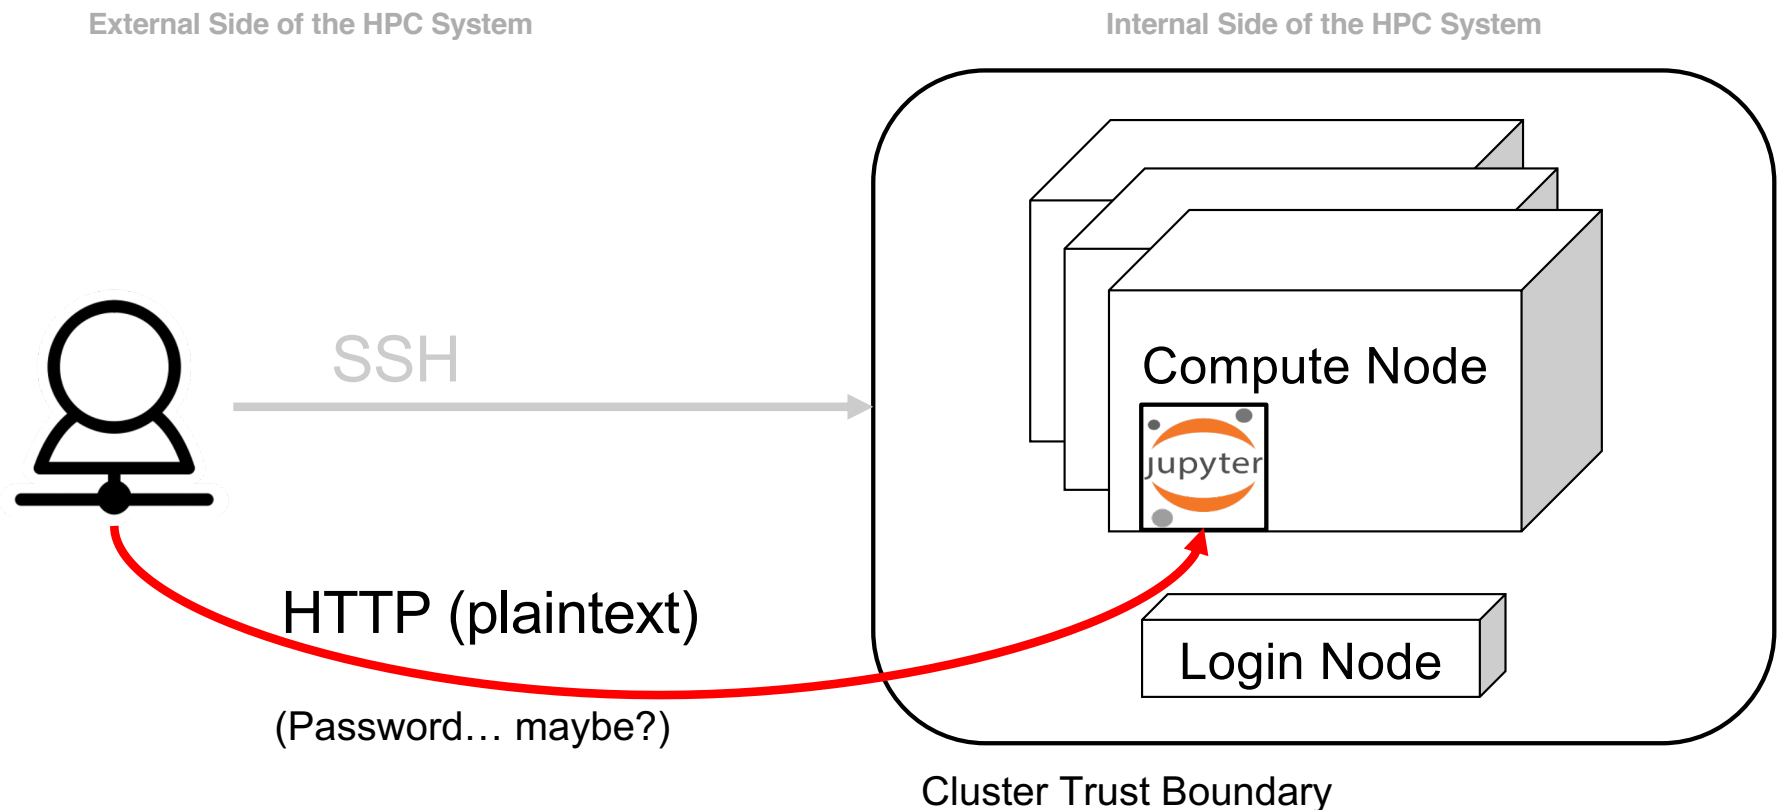 External Side of the HPC System
Internal Side of the HPC System
SSH
Compute Node
jupyter
HTTP (plaintext)
Login Node
(Password… maybe?)
Cluster Trust Boundary